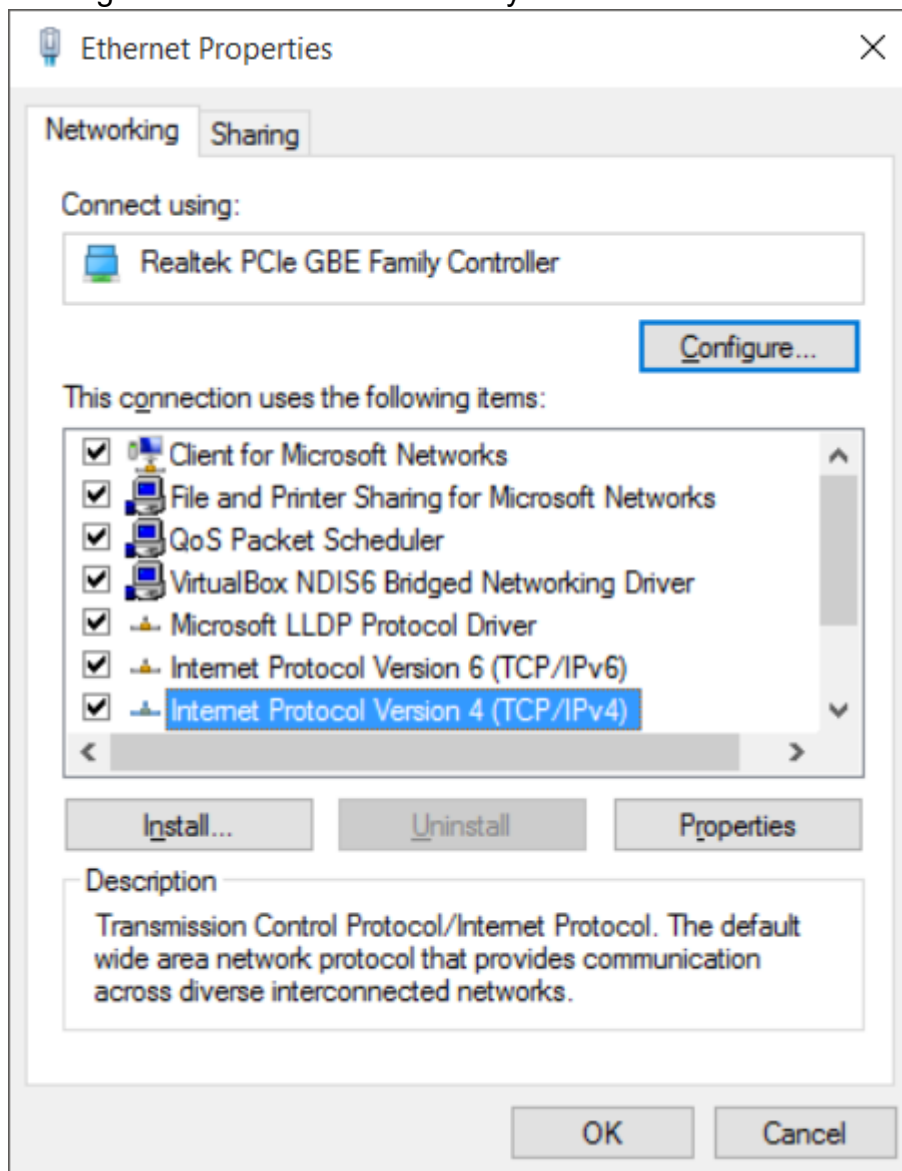 Ethernet Properties
Networking
Sharing
Connect using:
Realtek PCIe GBE Family Controller
Configure...
This connection uses the following items:
Client for Microsoft Networks
File and Printer Sharing for Microsoft Networks
QoS Packet Scheduler
VirtualBox NDIS6 Bridged Networking Driver
Microsoft LLDP Protocol Driver
Internet Protocol Version 6 (TCP/IPv6)
Internet Protocol Version 4 (TCP/IPv4)
Install...
Uninstall
Properties
Description
Transmission Control Protocol/Internet Protocol. The default
wide area network protocol that provides communication
across diverse interconnected networks.
OK
Cancel